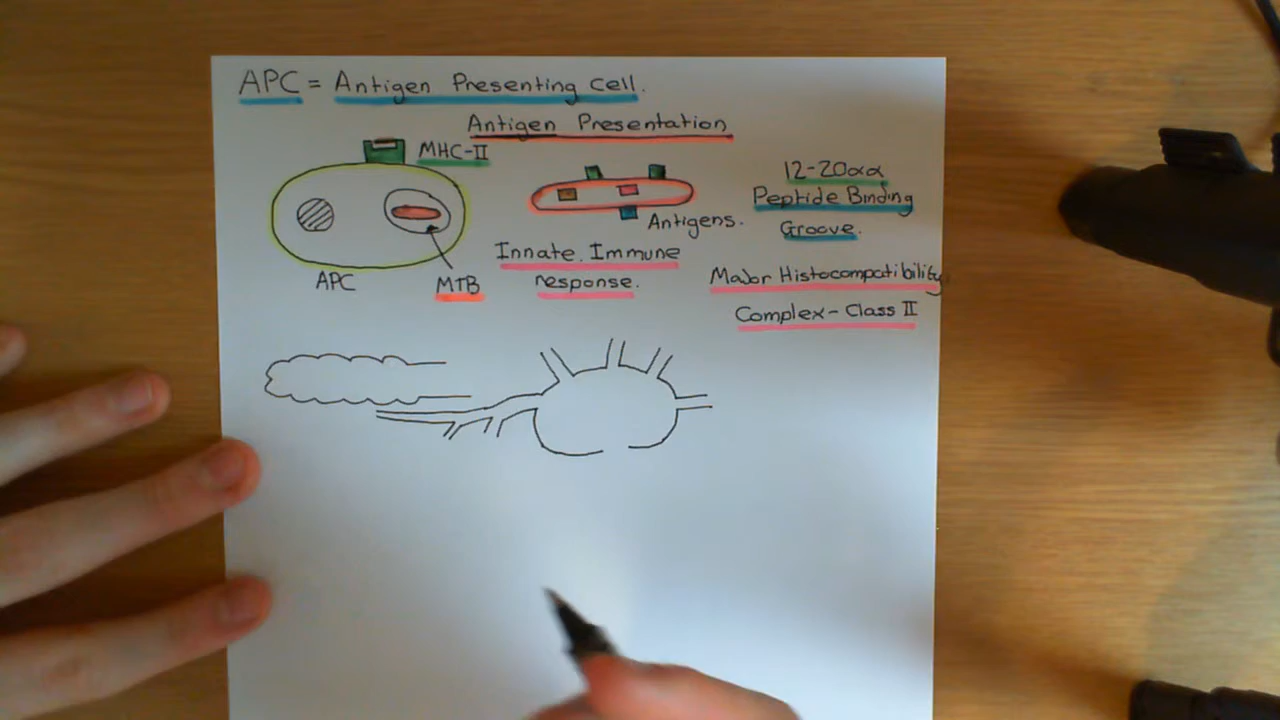 APC = Antigen Presenting Cell.
Antigen Presentation
MHC-II
12-20αα
Peptide Binding
Groove.
Antigens.
APC
MTB
Innate Immune
response.
Major Histocompatibility
Complex - Class II